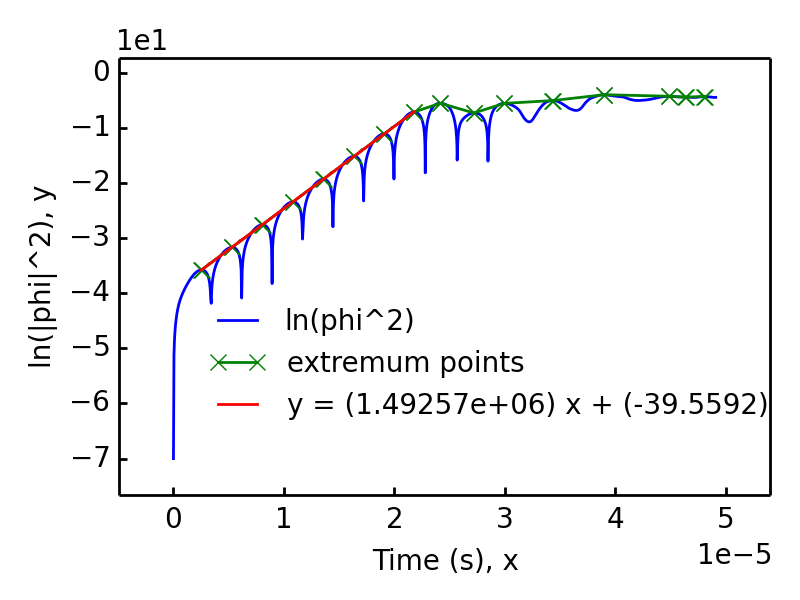 1e1
0
−1
−2
−3
−4
−5
−6
−7
ln(|phi|^2), y
ln(phi^2)
extremum points
y = (1.49257e+06) x + (-39.5592)
0 1 2 3 4 5
1e−5
Time (s), x